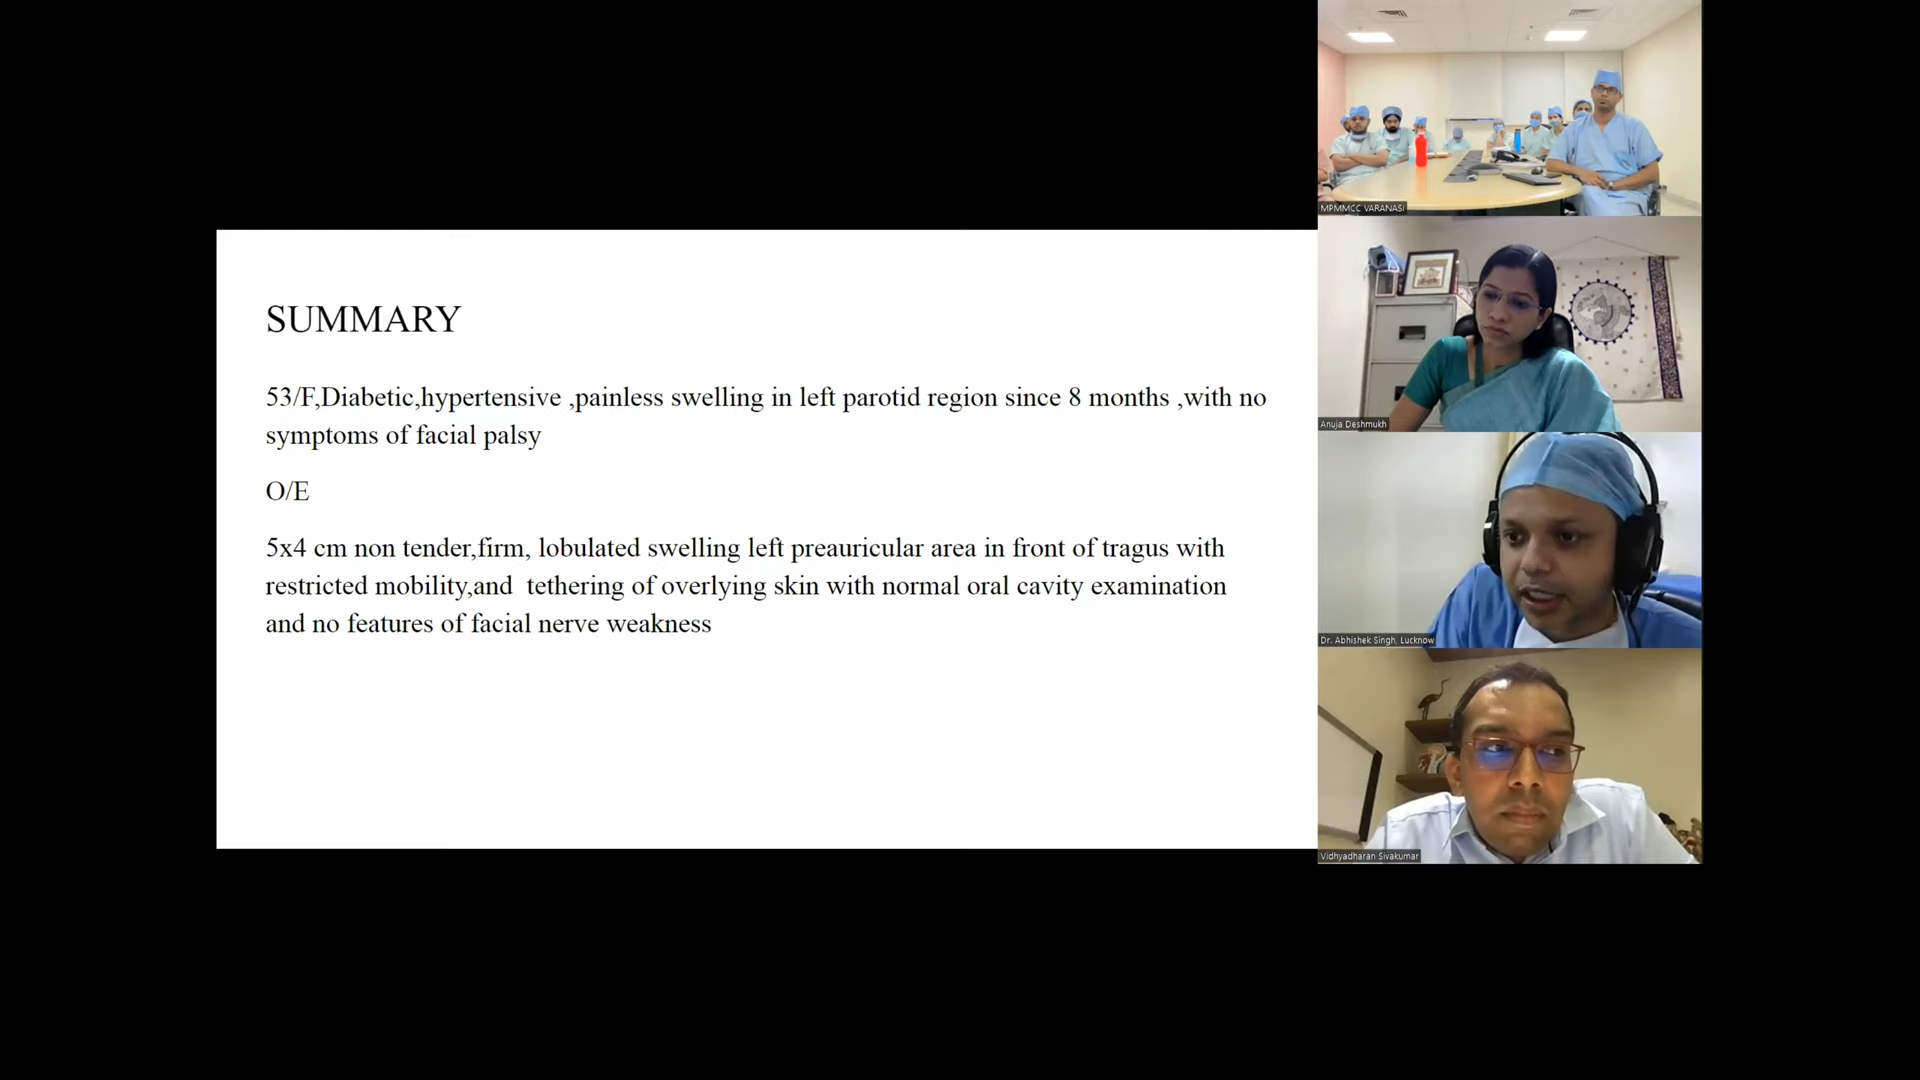 SUMMARY
53/F,Diabetic,hypertensive ,painless swelling in left parotid region since 8 months ,with no
symptoms of facial palsy
O/E
5x4 cm non tender,firm, lobulated swelling left preauricular area in front of tragus with
restricted mobility,and tethering of overlying skin with normal oral cavity examination
and no features of facial nerve weakness
MPMMCC VARANASI
Anuja Deshmukh
Dr. Abhishek Singh, Lucknow
Vidhyadharan Sivakumar